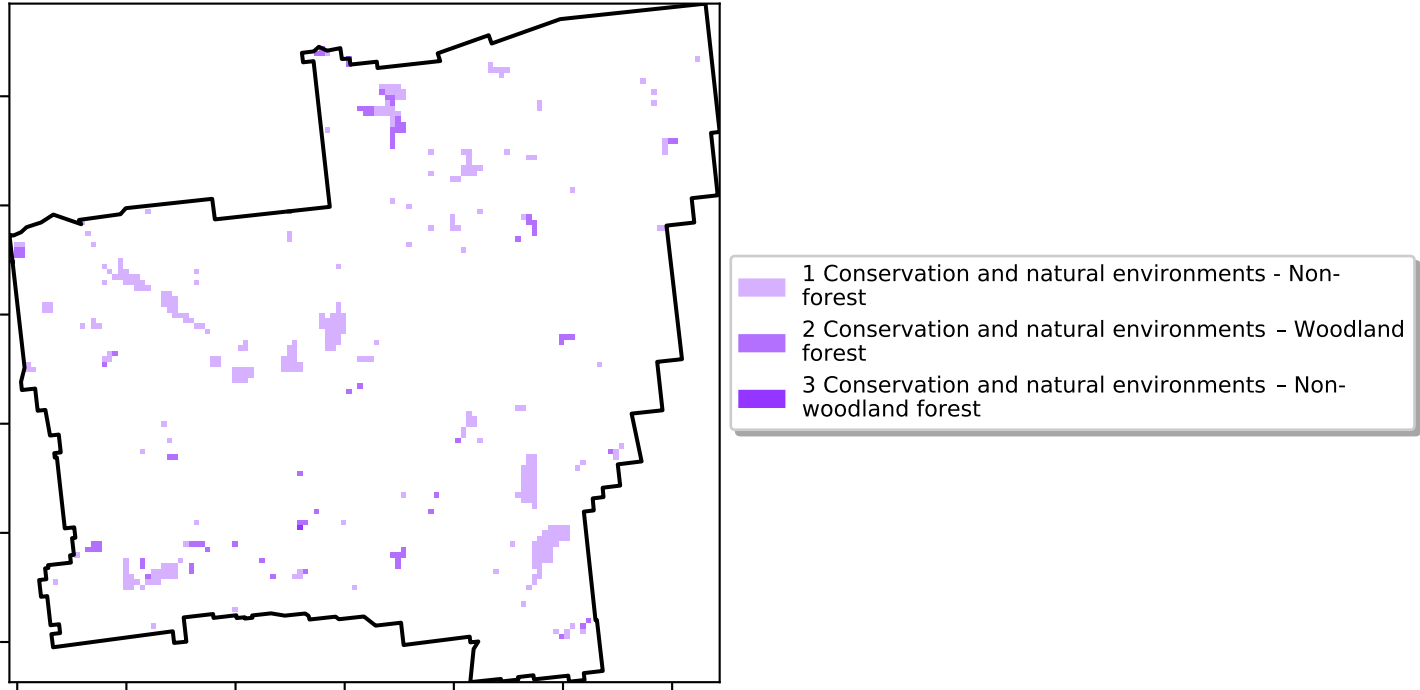 1 Conservation and natural environments - Non-
forest
2 Conservation and natural environments – Woodland
forest
3 Conservation and natural environments – Non-
woodland forest